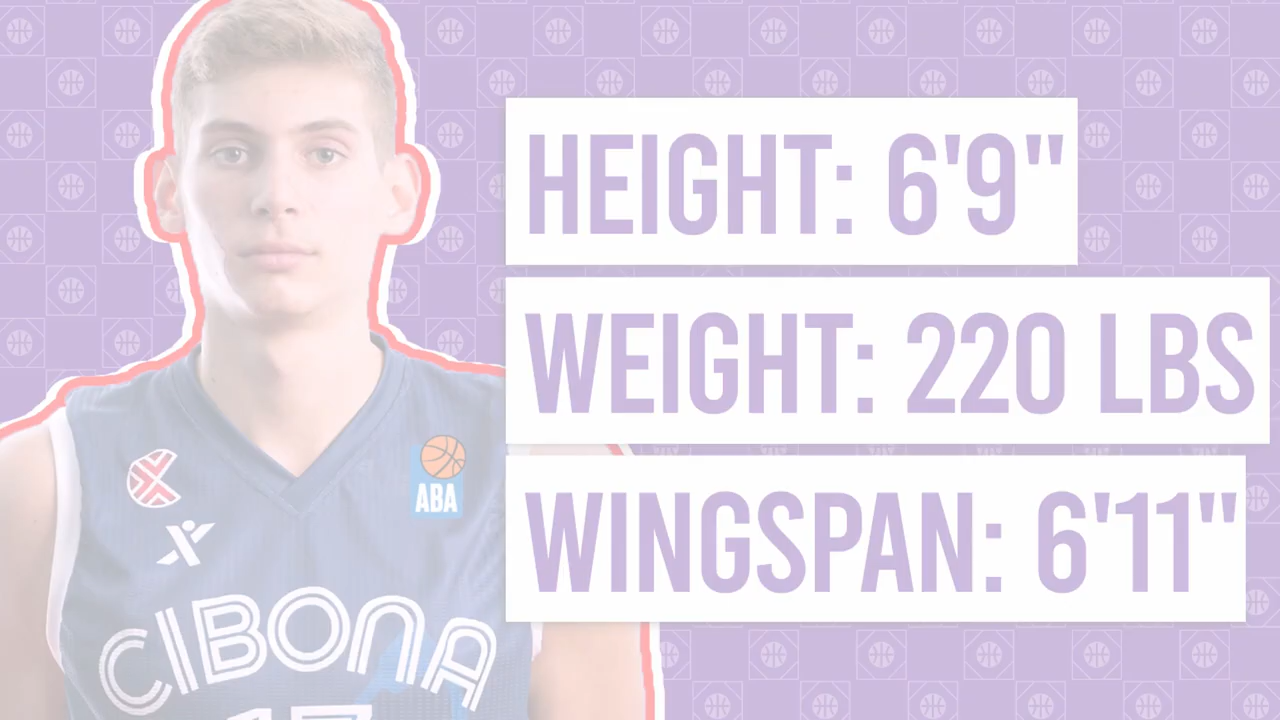 HEIGHT: 6'9"
WEIGHT: 220 LBS
WINGSPAN: 6'11"
ABA
CIBONA